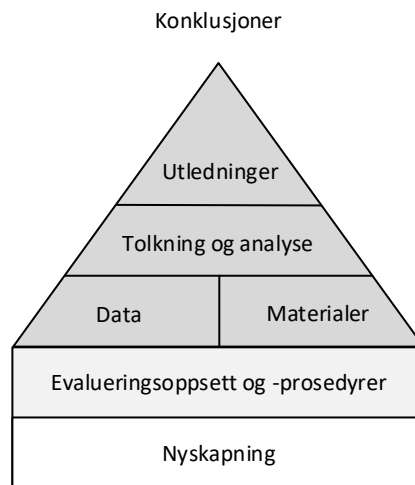 Konklusjoner
Utledninger
Tolkning og analyse
Data
Materialer
Evalueringsoppsett og -prosedyrer
Nyskapning